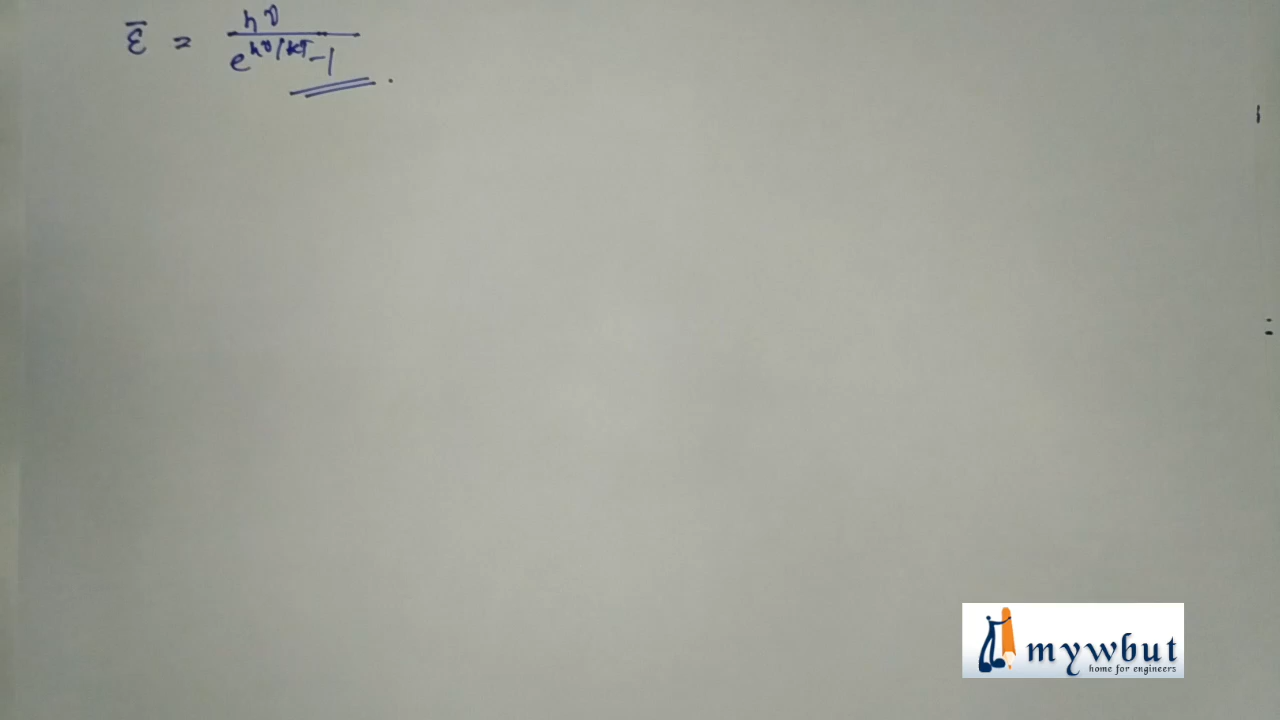 ε̄ = hν / (e^(hν/kT) - 1) .
mywbut
home for engineers